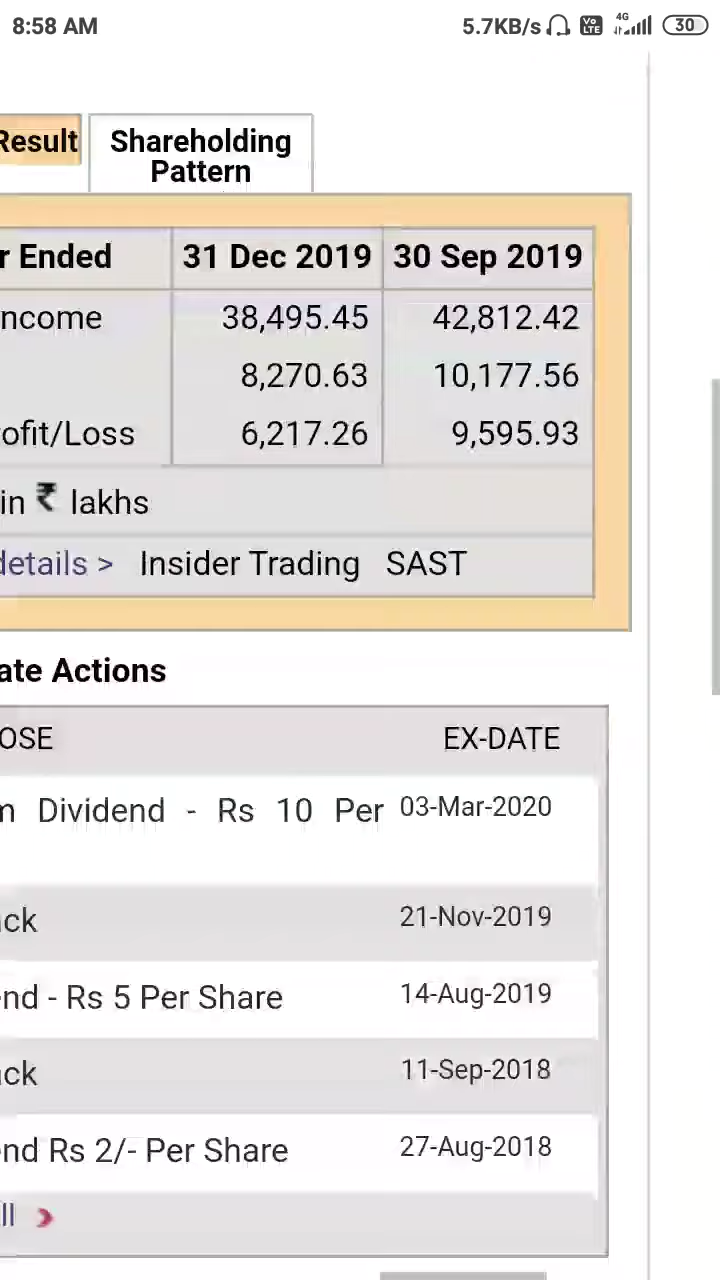 8:58 AM 5.7KB/s Vo LTE 4G 30
Result Shareholding
Pattern
r Ended 31 Dec 2019 30 Sep 2019
ncome 38,495.45 42,812.42
8,270.63 10,177.56
ofit/Loss 6,217.26 9,595.93
in ₹ lakhs
details > Insider Trading SAST
ate Actions
OSE EX-DATE
m Dividend - Rs 10 Per 03-Mar-2020
ack 21-Nov-2019
end - Rs 5 Per Share 14-Aug-2019
ack 11-Sep-2018
end Rs 2/- Per Share 27-Aug-2018
ll >